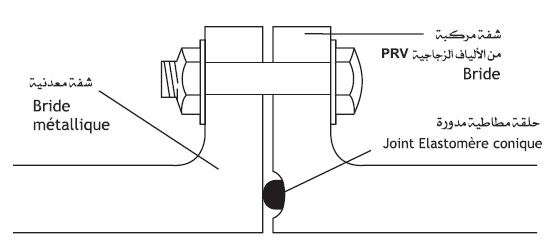 شفة مركبة
من الألياف الزجاجية PRV
Bride
شفة معدنية
Bride
métallique
حلقة مطاطية مدورة
Joint Elastomère conique